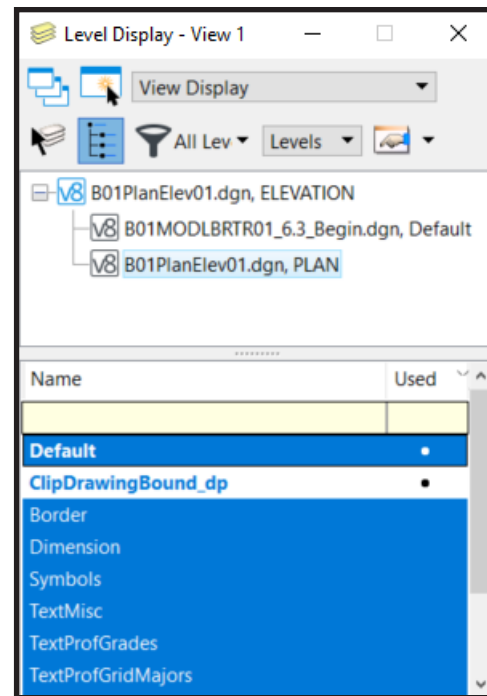 Level Display - View 1
View Display
All Lev Levels
V8 B01PlanElev01.dgn, ELEVATION
V8 B01MODLBRTR01_6.3_Begin.dgn, Default
V8 B01PlanElev01.dgn, PLAN
Name Used
Default
ClipDrawingBound_dp
Border
Dimension
Symbols
TextMisc
TextProfGrades
TextProfGridMajors